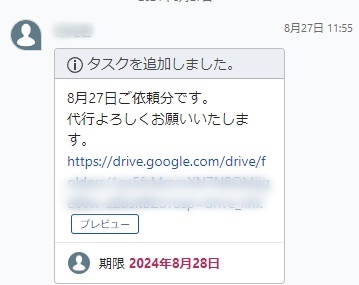 8月27日 11:55
タスクを追加しました。
8月27日ご依頼分です。
代行よろしくお願いいたしま
す。
https://drive.google.com/drive/f
プレビュー
期限 2024年8月28日